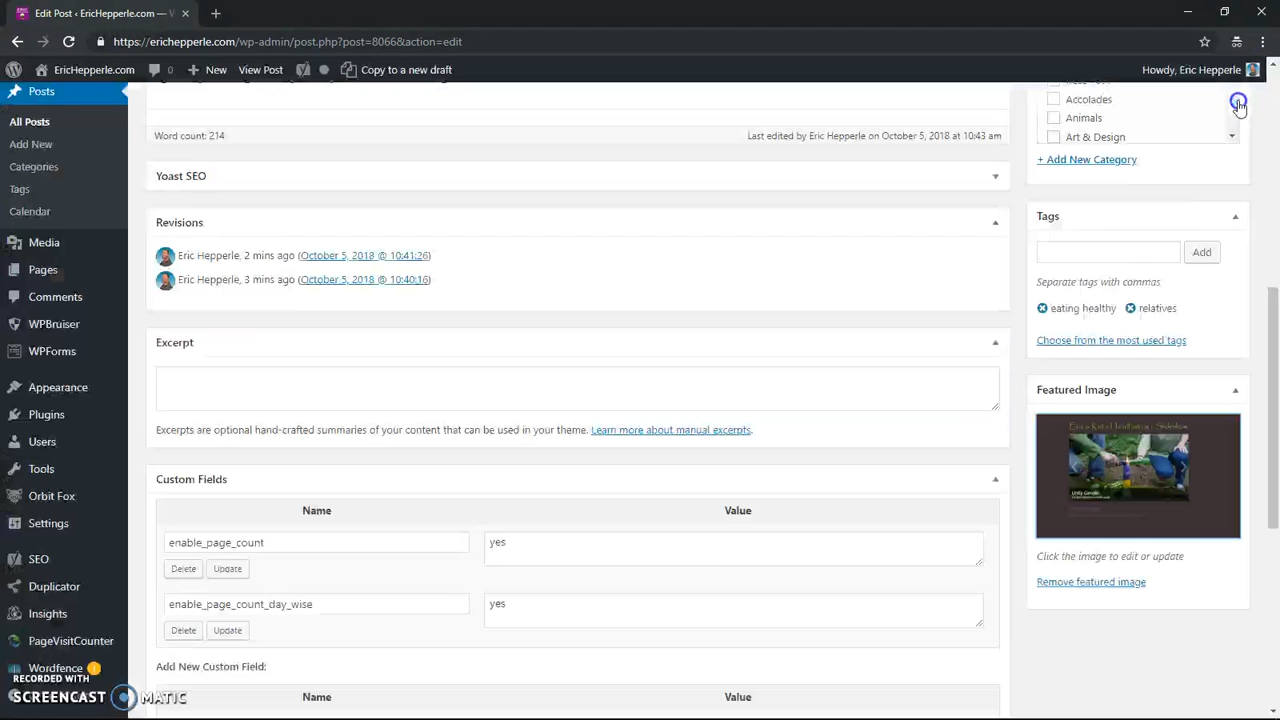 Edit Post ‹ EricHepperle.com —
https://erichepperle.com/wp-admin/post.php?post=8066&action=edit
EricHepperle.com 0 + New View Post Copy to a new draft Howdy, Eric Hepperle
Posts
All Posts
Add New
Categories
Tags
Calendar
Media
Pages
Comments
WPBruiser
WPForms
Appearance
Plugins
Users
Tools
Orbit Fox
Settings
SEO
Duplicator
Insights
PageVisitCounter
Wordfence
Word count: 214
Last edited by Eric Hepperle on October 5, 2018 at 10:43 am
Yoast SEO
Revisions
Eric Hepperle, 2 mins ago (October 5, 2018 @ 10:41:26)
Eric Hepperle, 3 mins ago (October 5, 2018 @ 10:40:16)
Excerpt
Excerpts are optional hand-crafted summaries of your content that can be used in your theme. Learn more about manual excerpts.
Custom Fields
Name Value
enable_page_count yes
Delete Update
enable_page_count_day_wise yes
Delete Update
Add New Custom Field:
Name Value
Accolades
Animals
Art & Design
+ Add New Category
Tags
Add
Separate tags with commas
eating healthy relatives
Choose from the most used tags
Featured Image
Unity Candle
Click the image to edit or update
Remove featured image
RECORDED WITH
SCREENCAST MATIC